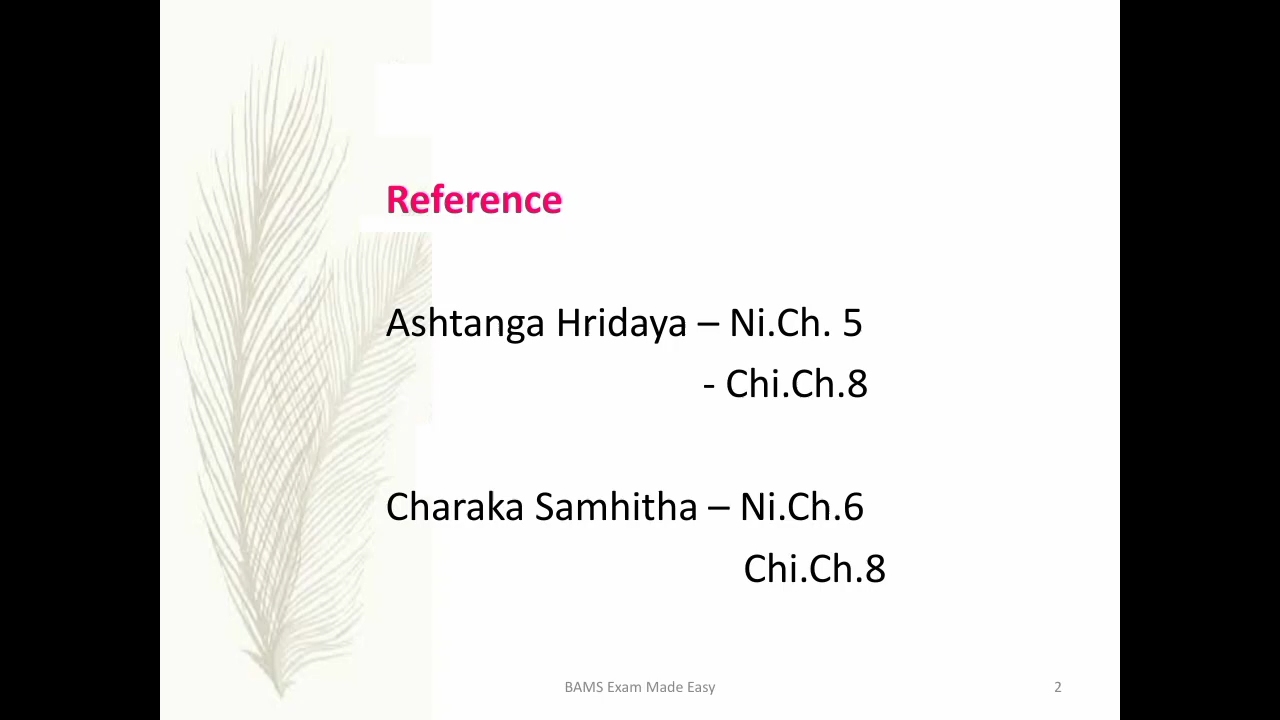 Reference
Ashtanga Hridaya – Ni.Ch. 5
- Chi.Ch.8
Charaka Samhitha – Ni.Ch.6
Chi.Ch.8
BAMS Exam Made Easy
2